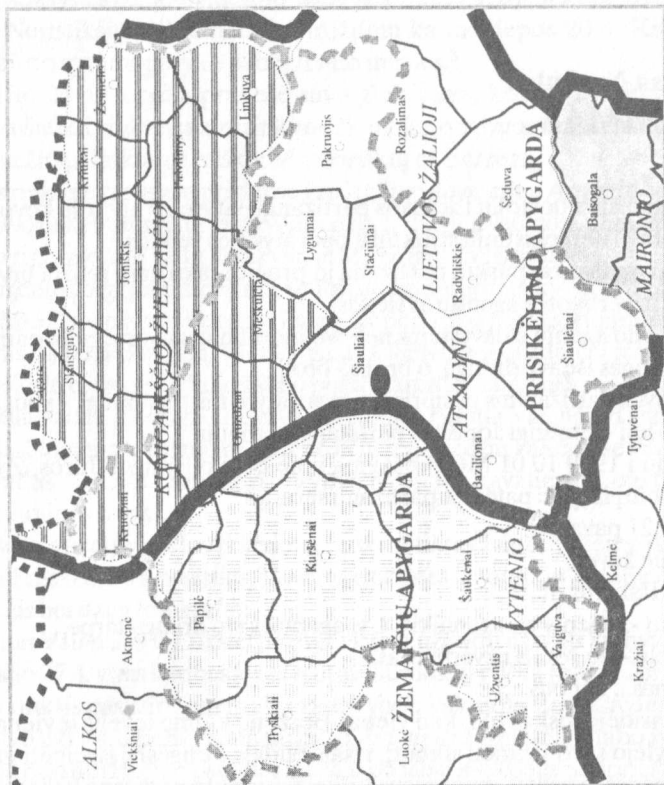 Žeimelis
Kriukai
Linkuva
Pašvitinys
Joniškis
KUNIGAIKŠČIO ŽVELGAIČIO
Skaistgirys
Žagarė
Meškuičiai
Gruzdžiai
Kruopiai
Pakruojis
Rozalimas
Lygumai
Stačiūnai
LIETUVOS ŽALIOJI
Šeduva
Radviliškis
PRISIKĖLIMO APYGARDA
Baisogala
MAIRONIO
Šiauliai
ATŽALYNO
Šiaulėnai
Bazilionai
Tytuvėnai
ALKOS
Viekšniai
Akmenė
Papilė
Kuršėnai
Tryškiai
ŽEMAIČIŲ APYGARDA
Luokė
Šaukėnai
VYTENIO
Užventis
Vaiguva
Kelmė
Kražiai